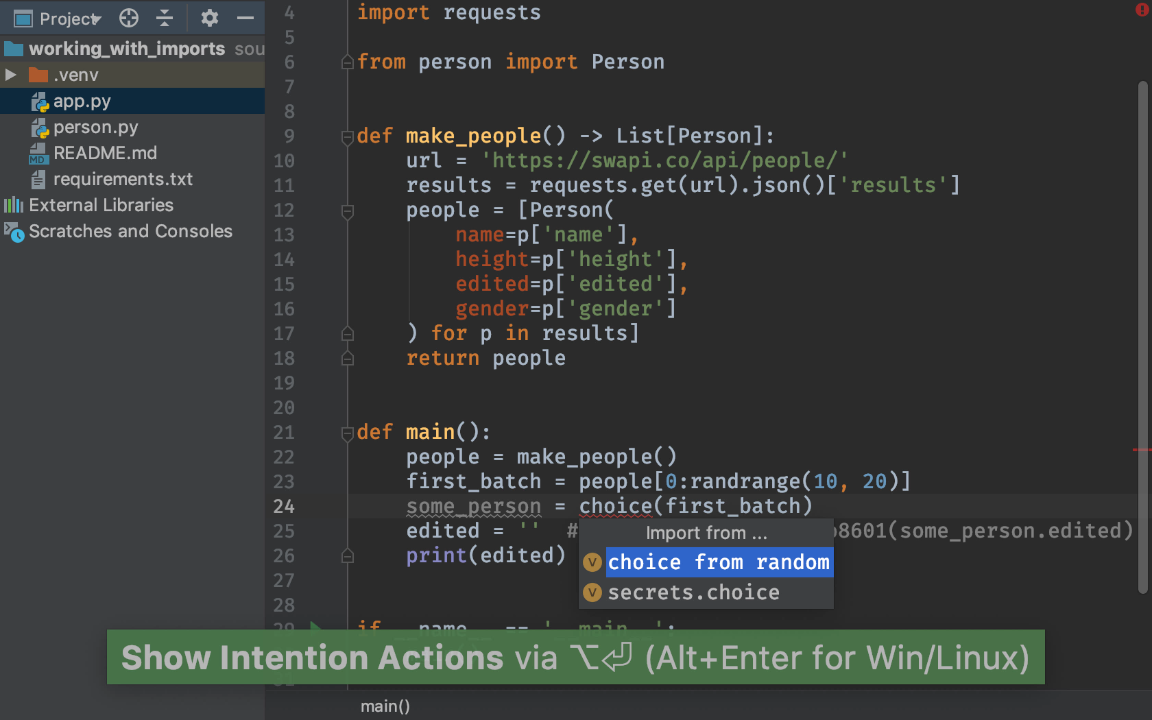 Project
working_with_imports sou
.venv
app.py
person.py
MD README.md
requirements.txt
External Libraries
Scratches and Consoles
4 import requests
5
6 from person import Person
7
8
9 def make_people() -> List[Person]:
10 url = 'https://swapi.co/api/people/'
11 results = requests.get(url).json()['results']
12 people = [Person(
13 name=p['name'],
14 height=p['height'],
15 edited=p['edited'],
16 gender=p['gender']
17 ) for p in results]
18 return people
19
20
21 def main():
22 people = make_people()
23 first_batch = people[0:randrange(10, 20)]
24 some_person = choice(first_batch)
25 edited = '' # o8601(some_person.edited)
26 print(edited)
27
28
29 if __name__ == '__main__':
Import from ...
V choice from random
V secrets.choice
Show Intention Actions via ⌥⏎ (Alt+Enter for Win/Linux)
main()